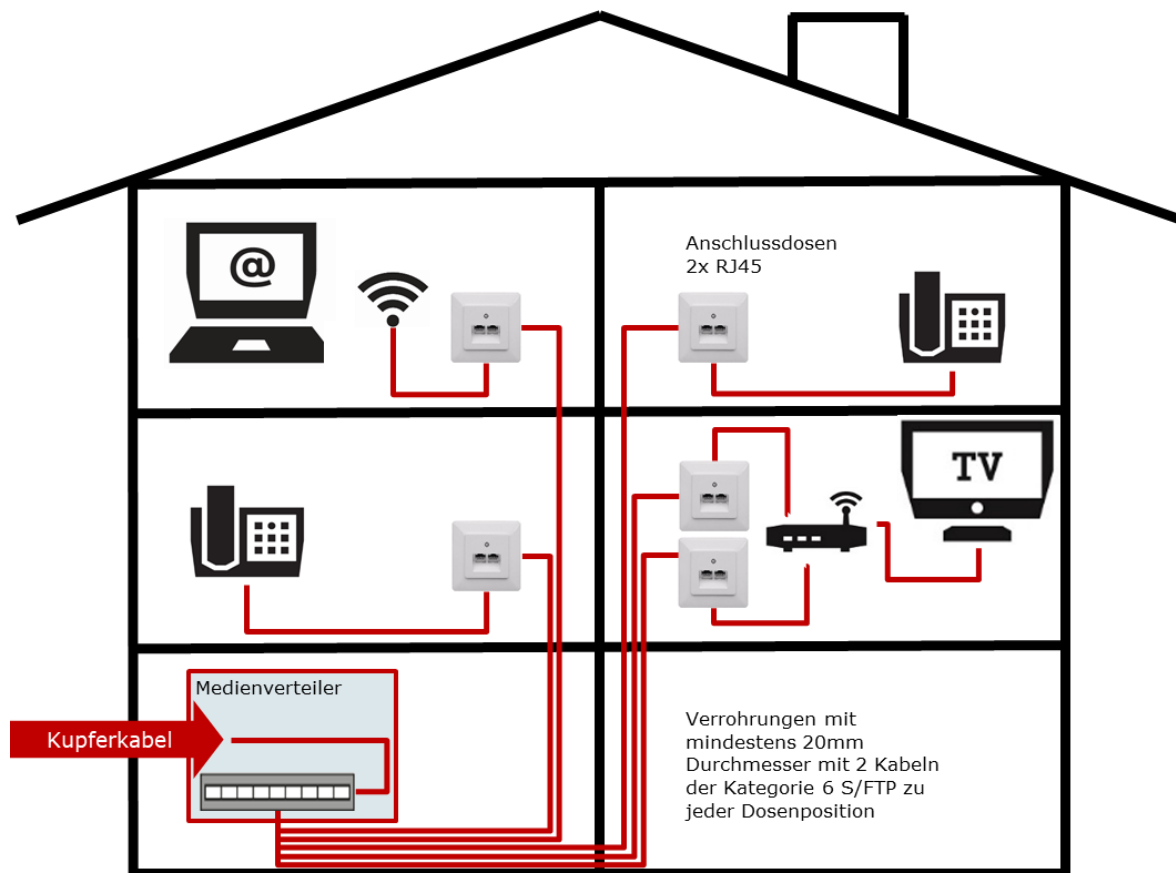 @
Anschlussdosen
2x RJ45
TV
Medienverteiler
Kupferkabel
Verrohrungen mit
mindestens 20mm
Durchmesser mit 2 Kabeln
der Kategorie 6 S/FTP zu
jeder Dosenposition